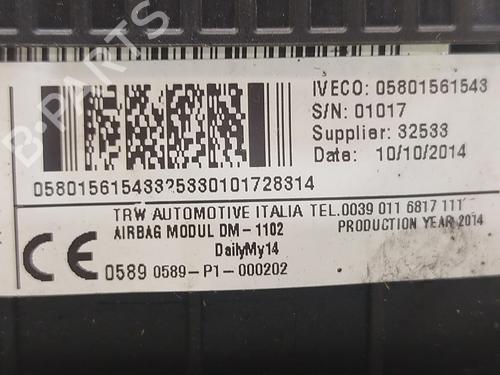 IVECO: 05801561543
S/N: 01017
Supplier: 32533
Date: 10/10/2014
05801561543325330101728314
TRW AUTOMOTIVE ITALIA TEL.0039 011 6817 111
AIRBAG MODUL DM-1102
PRODUCTION YEAR 2014
DailyMy14
CE 0589 0589-P1-000202
B-PARTS